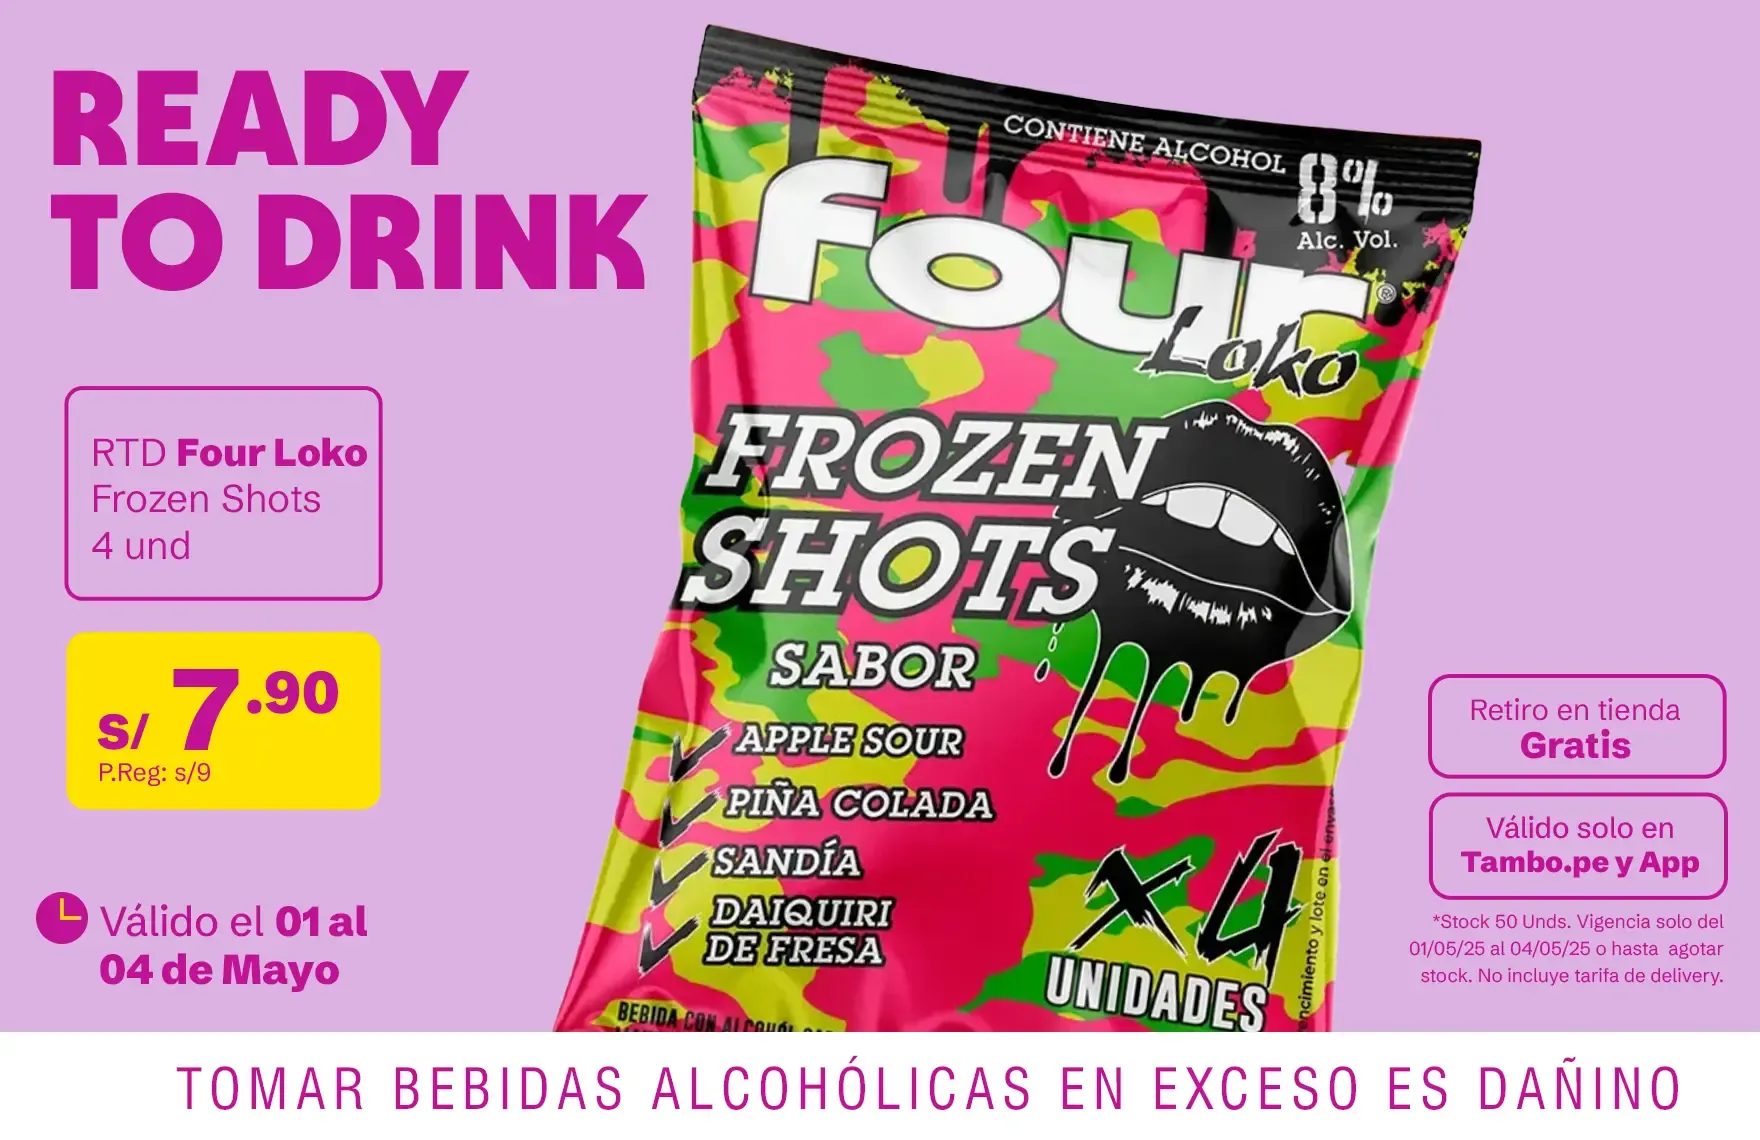 READY
TO DRINK
RTD Four Loko
Frozen Shots
4 und
s/ 7.90
P.Reg: s/9
Válido el 01 al
04 de Mayo
CONTIENE ALCOHOL
8%
Alc. Vol.
four®
Loko
FROZEN
SHOTS
SABOR
APPLE SOUR
PIÑA COLADA
SANDÍA
DAIQUIRI
DE FRESA
X4
UNIDADES
BEBIDA CON ALCOHOL
y lote en el envase
Retiro en tienda
Gratis
Válido solo en
Tambo.pe y App
*Stock 50 Unds. Vigencia solo del
01/05/25 al 04/05/25 o hasta agotar
stock. No incluye tarifa de delivery.
TOMAR BEBIDAS ALCOHÓLICAS EN EXCESO ES DAÑINO